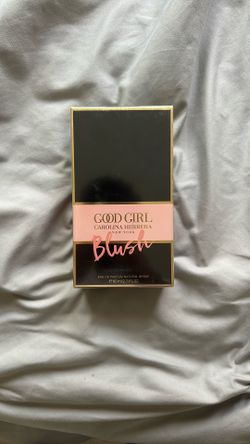 GOOD GIRL
CAROLINA HERRERA
NEW YORK
Blush
EAU DE PARFUM NATURAL SPRAY